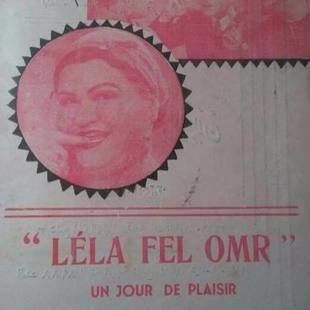 " LÉLA FEL OMR "
UN JOUR DE PLAISIR